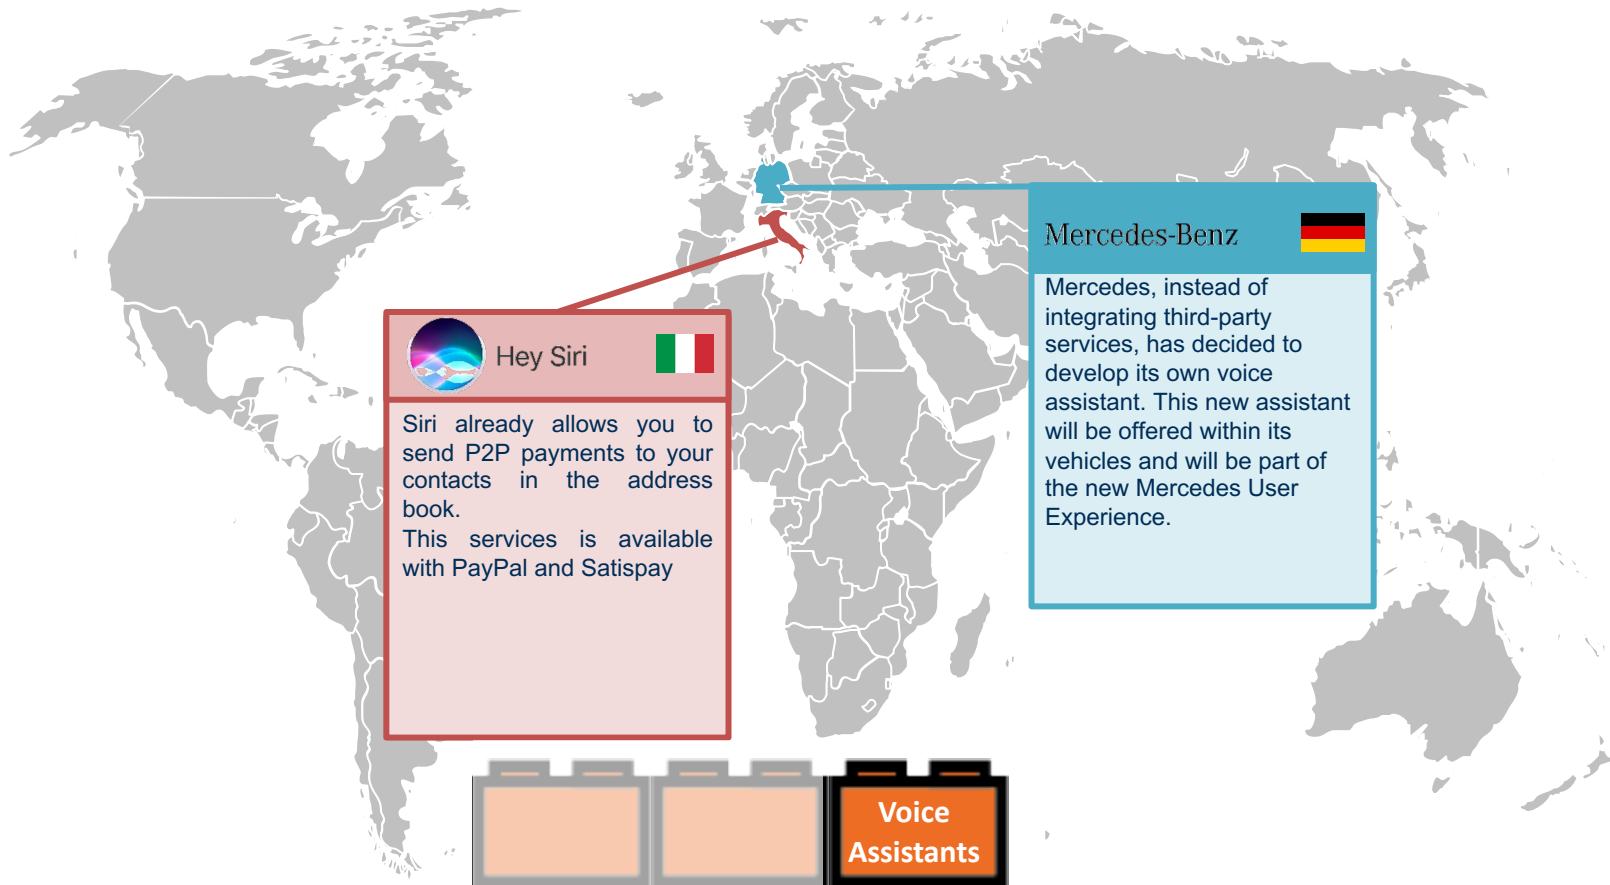 Hey Siri
Siri already allows you to
send P2P payments to your
contacts in the address
book.
This services is available
with PayPal and Satispay
Mercedes-Benz
Mercedes, instead of
integrating third-party
services, has decided to
develop its own voice
assistant. This new assistant
will be offered within its
vehicles and will be part of
the new Mercedes User
Experience.
Voice
Assistants